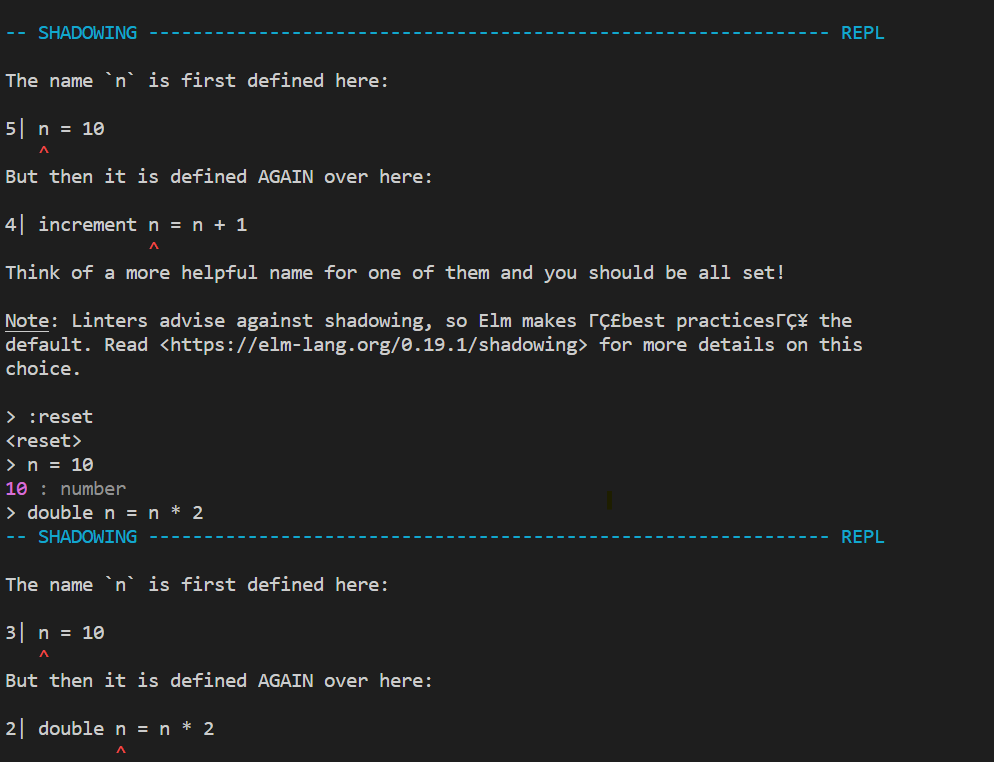 -- SHADOWING -------------------------------------------------------------- REPL
The name `n` is first defined here:
5| n = 10
^
But then it is defined AGAIN over here:
4| increment n = n + 1
^
Think of a more helpful name for one of them and you should be all set!
Note: Linters advise against shadowing, so Elm makes ΓÇ£best practicesΓÇ¥ the
default. Read <https://elm-lang.org/0.19.1/shadowing> for more details on this
choice.
> :reset
<reset>
> n = 10
10 : number
> double n = n * 2
-- SHADOWING -------------------------------------------------------------- REPL
The name `n` is first defined here:
3| n = 10
^
But then it is defined AGAIN over here:
2| double n = n * 2
^